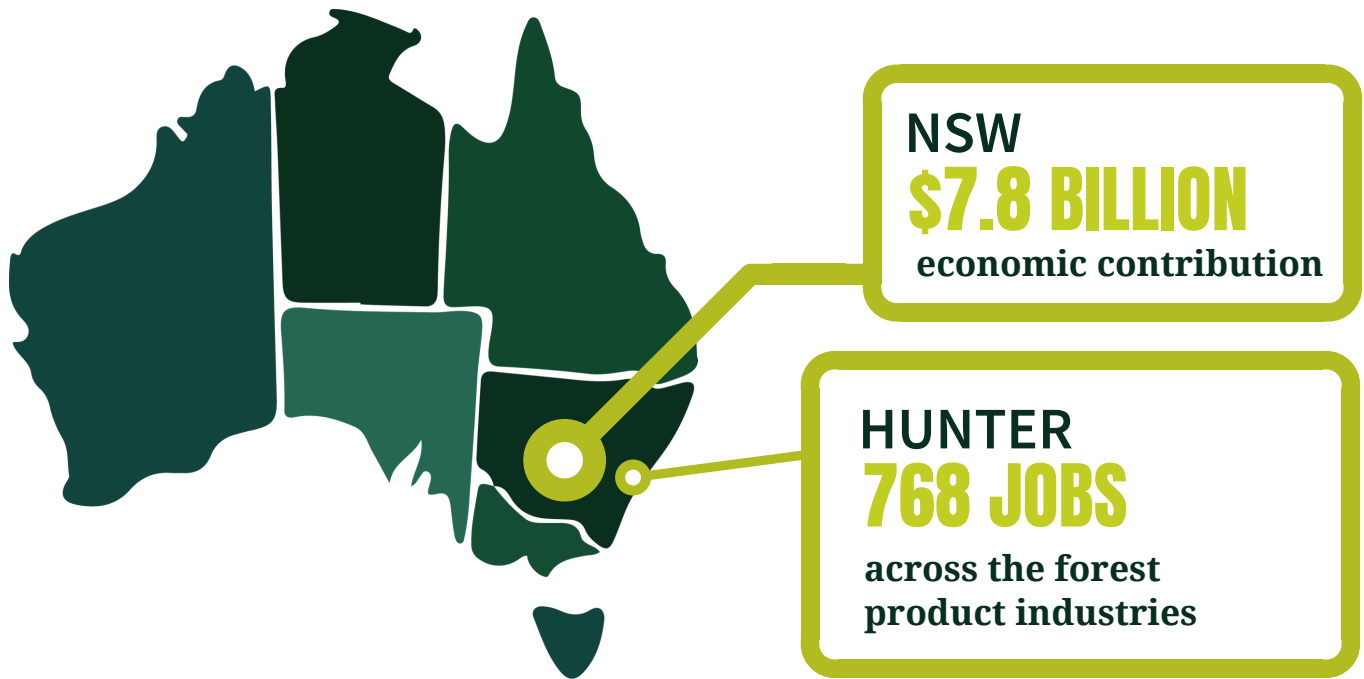 NSW
$7.8 BILLION
economic contribution
HUNTER
768 JOBS
across the forest
product industries